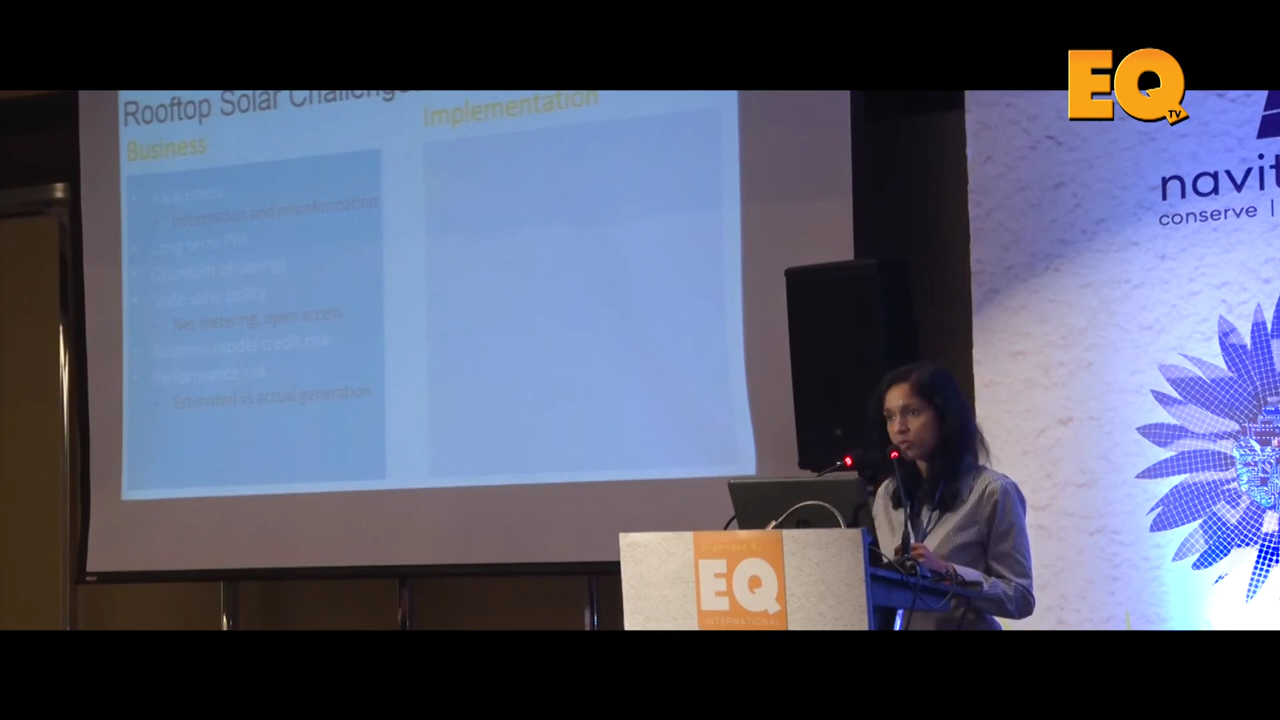 EQ
TV
Rooftop Solar Challenge
Implementation
Business
Awareness
Information and misinformation
Long term PPA
Quantum of savings
State solar policy
Net metering, open access
Business model credit risk
Performance risk
Estimated vs actual generation
navit
conserve |
EQ
INTERNATIONAL